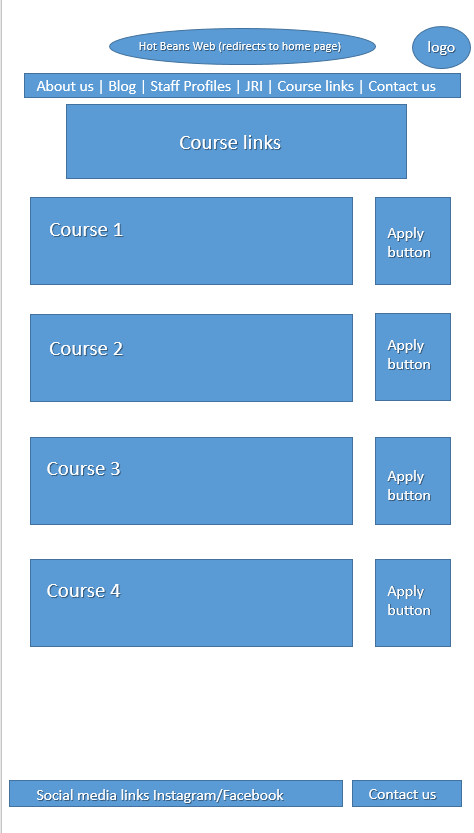 Hot Beans Web (redirects to home page)
logo
About us | Blog | Staff Profiles | JRI | Course links | Contact us
Course links
Course 1
Apply
button
Course 2
Apply
button
Course 3
Apply
button
Course 4
Apply
button
Social media links Instagram/Facebook
Contact us